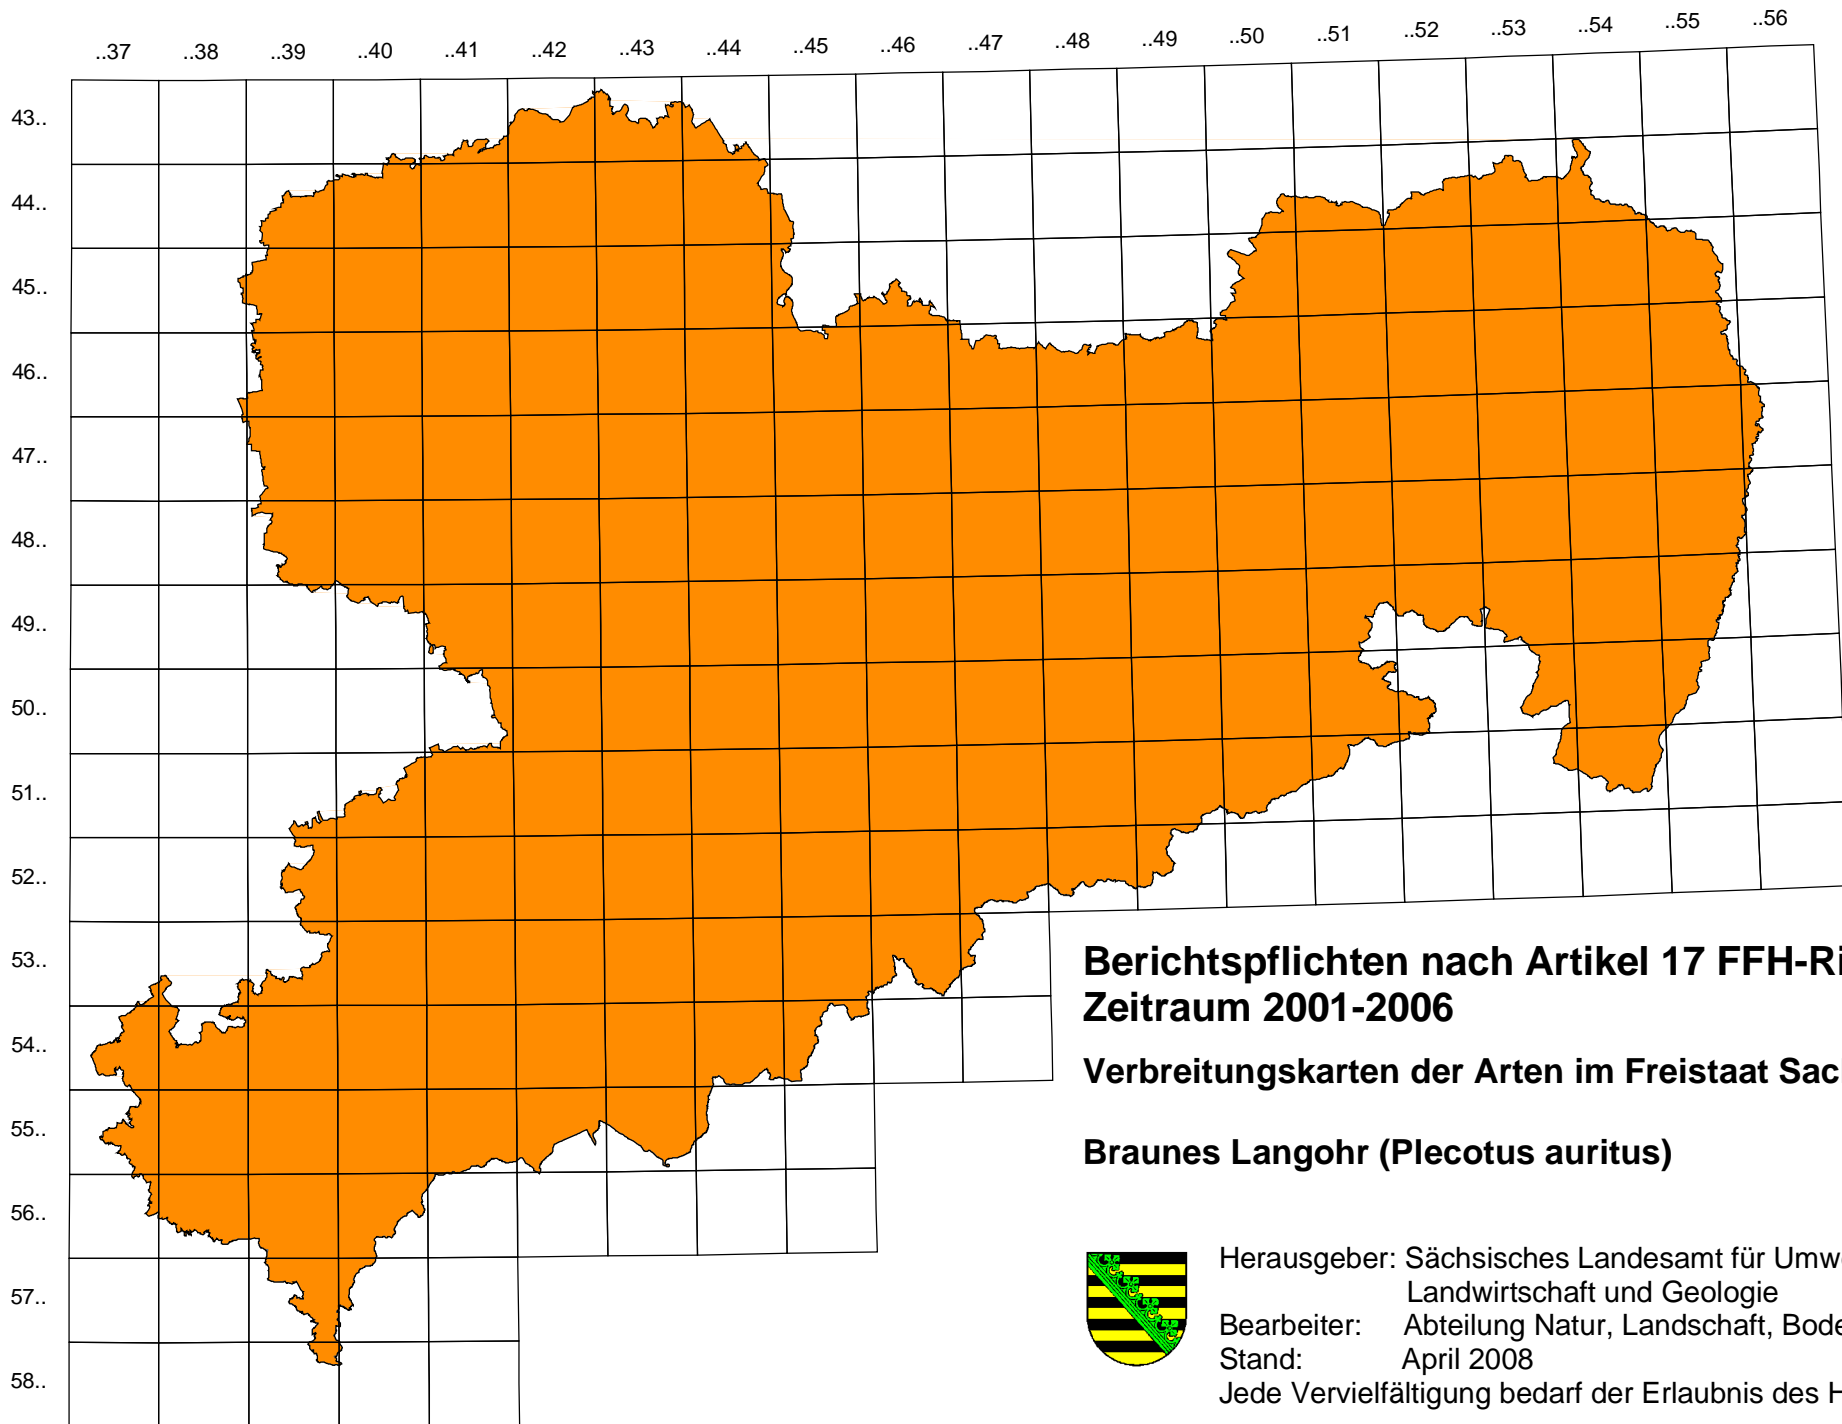 ..37 ..38 ..39 ..40 ..41 ..42 ..43 ..44 ..45 ..46 ..47 ..48 ..49 ..50 ..51 ..52 ..53 ..54 ..55 ..56
43..
44..
45..
46..
47..
48..
49..
50..
51..
52..
53..
54..
55..
56..
57..
58..
Berichtspflichten nach Artikel 17 FFH-Ri
Zeitraum 2001-2006
Verbreitungskarten der Arten im Freistaat Sac
Braunes Langohr (Plecotus auritus)
Herausgeber: Sächsisches Landesamt für Umw
Landwirtschaft und Geologie
Bearbeiter: Abteilung Natur, Landschaft, Bode
Stand: April 2008
Jede Vervielfältigung bedarf der Erlaubnis des H